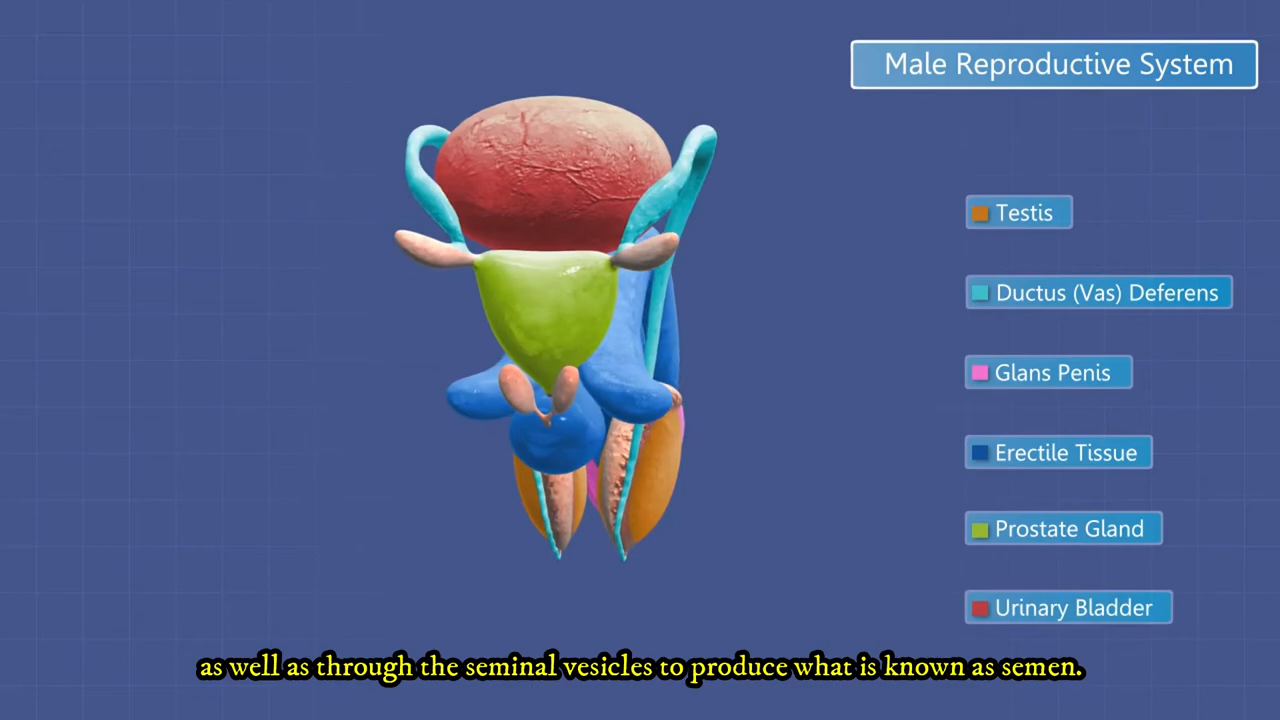 Male Reproductive System
Testis
Ductus (Vas) Deferens
Glans Penis
Erectile Tissue
Prostate Gland
Urinary Bladder
as well as through the seminal vesicles to produce what is known as semen.